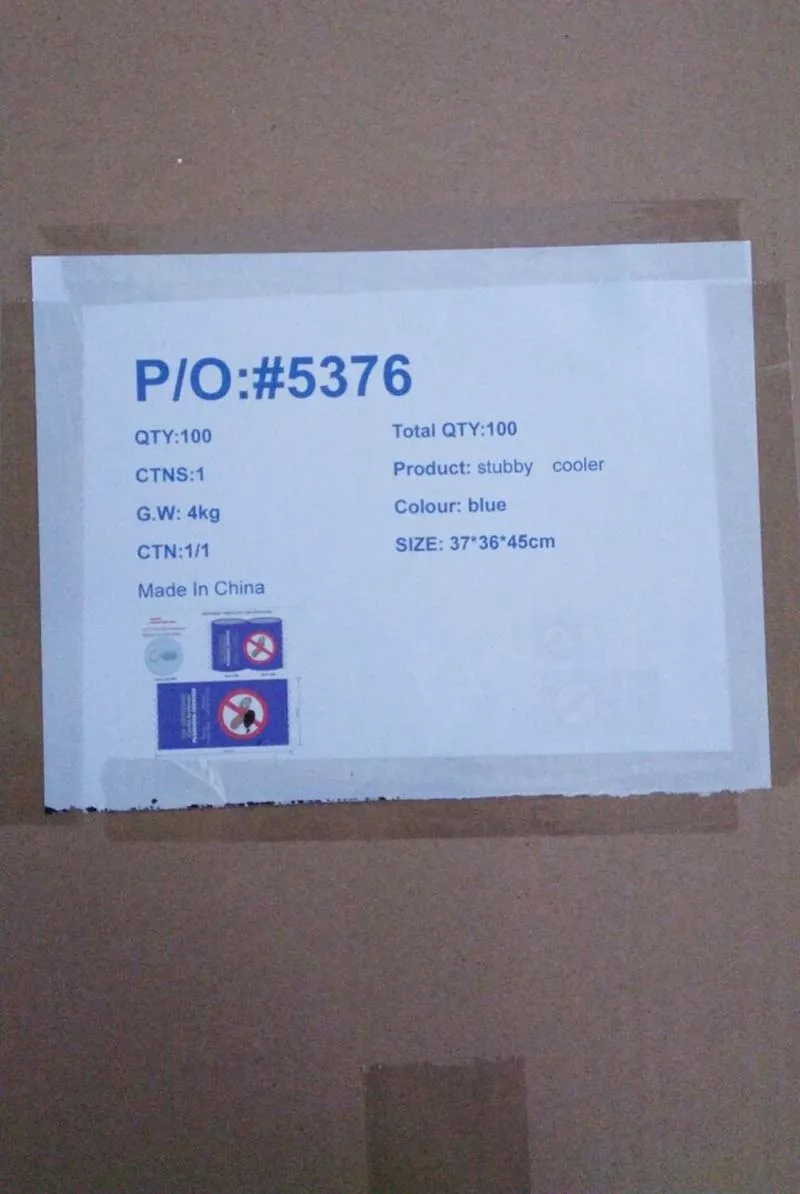 P/O:#5376
QTY:100
Total QTY:100
CTNS:1
Product: stubby cooler
G.W: 4kg
Colour: blue
CTN:1/1
SIZE: 37*36*45cm
Made In China